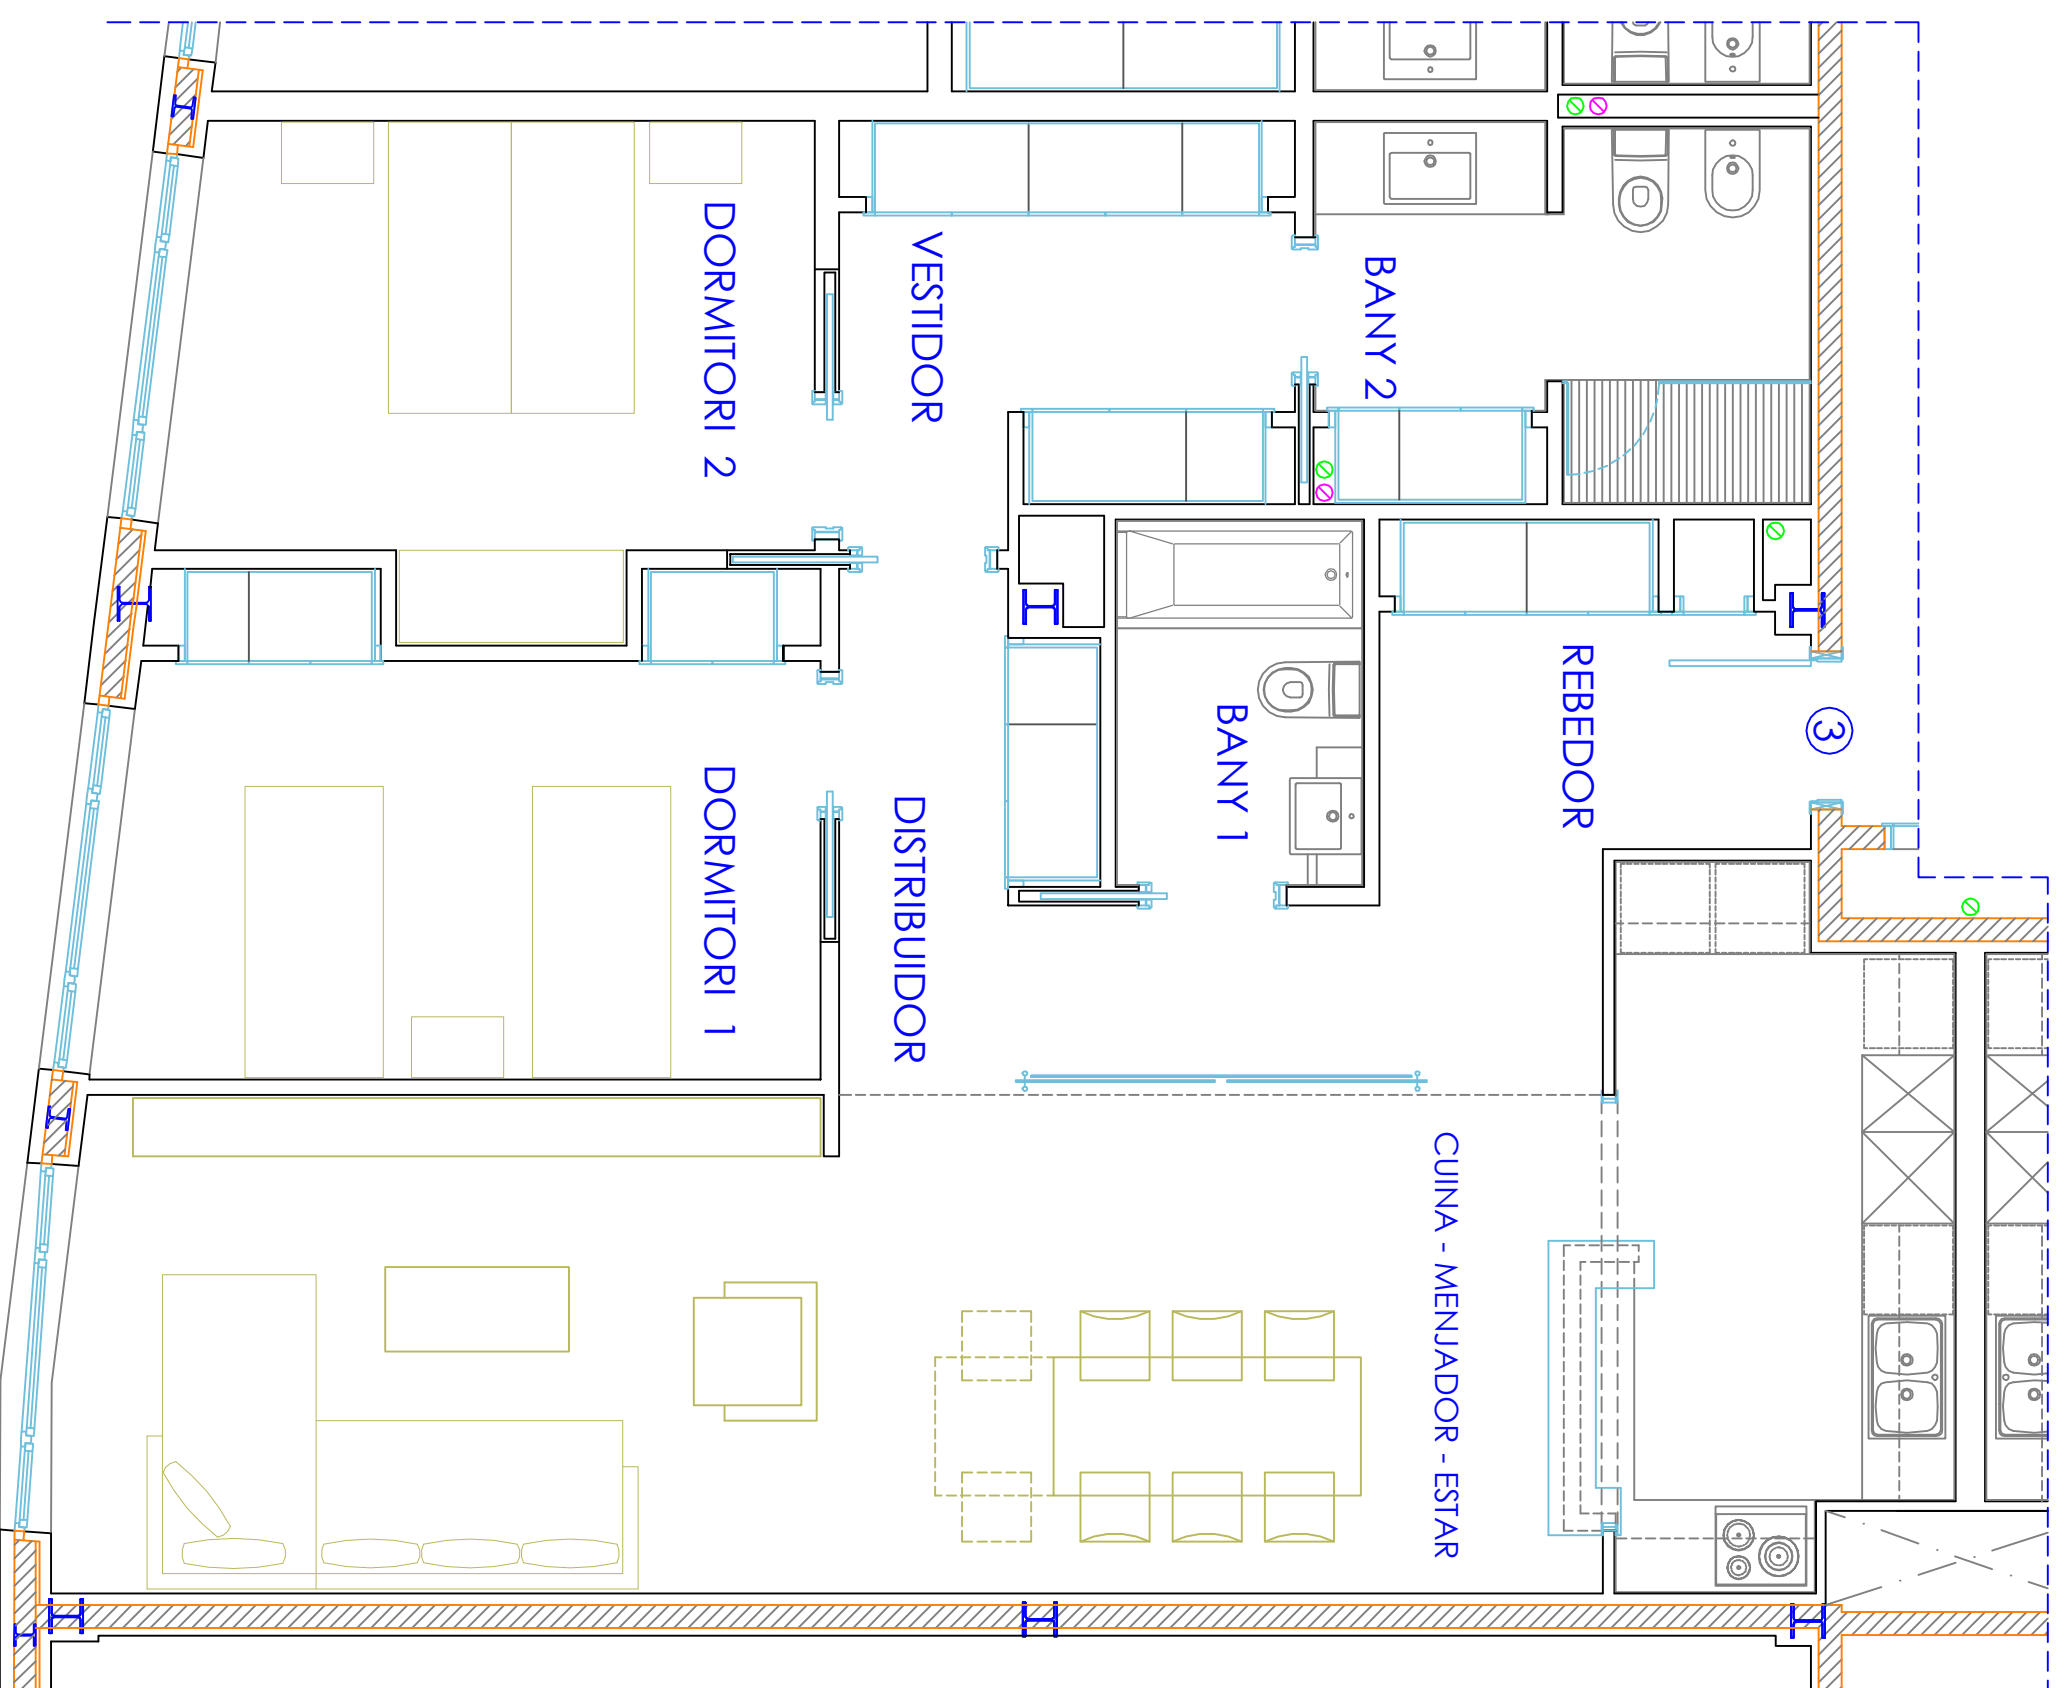 DORMITORI 2
VESTIDOR
BANY 2
REBEDOR
3
BANY 1
DORMITORI 1
DISTRIBUIDOR
CUINA - MENJADOR - ESTAR